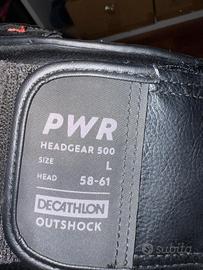 PWR
HEADGEAR 500
SIZE L
HEAD 58-61
DECATHLON
OUTSHOCK
subito